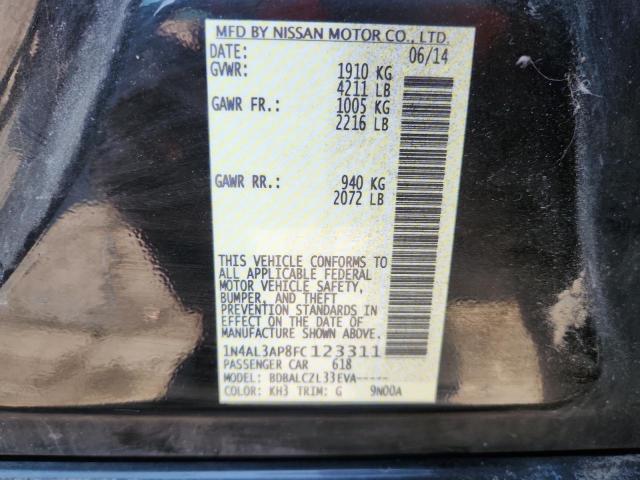 MFD BY NISSAN MOTOR CO., LTD.
DATE: 06/14
GVWR: 1910 KG
4211 LB
GAWR FR.: 1005 KG
2216 LB
GAWR RR.: 940 KG
2072 LB
THIS VEHICLE CONFORMS TO
ALL APPLICABLE FEDERAL
MOTOR VEHICLE SAFETY,
BUMPER, AND THEFT
PREVENTION STANDARDS IN
EFFECT ON THE DATE OF
MANUFACTURE SHOWN ABOVE.
1N4AL3AP8FC123311
PASSENGER CAR 618
MODEL: BDBALCZL33EVA-----
COLOR: KH3 TRIM: G 9N00A